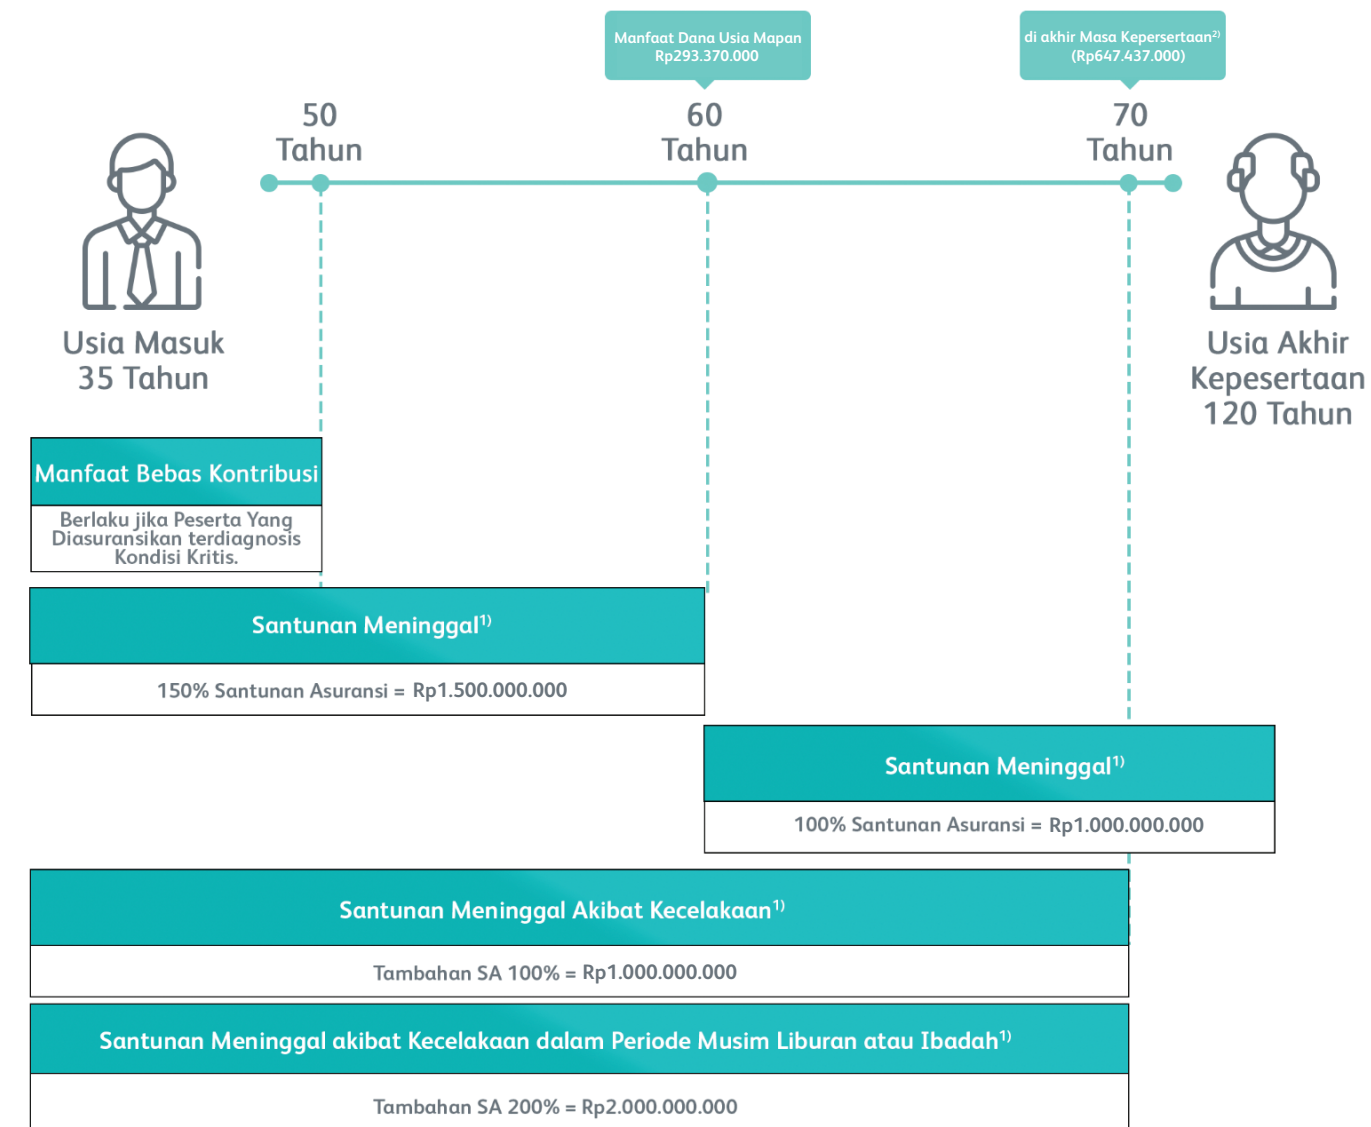 Manfaat Dana Usia Mapan
Rp293.370.000
di akhir Masa Kepersertaan²⁾
(Rp647.437.000)
50
Tahun
60
Tahun
70
Tahun
Usia Masuk
35 Tahun
Usia Akhir
Kepesertaan
120 Tahun
Manfaat Bebas Kontribusi
Berlaku jika Peserta Yang
Diasuransikan terdiagnosis
Kondisi Kritis.
Santunan Meninggal¹⁾
150% Santunan Asuransi = Rp1.500.000.000
Santunan Meninggal¹⁾
100% Santunan Asuransi = Rp1.000.000.000
Santunan Meninggal Akibat Kecelakaan¹⁾
Tambahan SA 100% = Rp1.000.000.000
Santunan Meninggal akibat Kecelakaan dalam Periode Musim Liburan atau Ibadah¹⁾
Tambahan SA 200% = Rp2.000.000.000